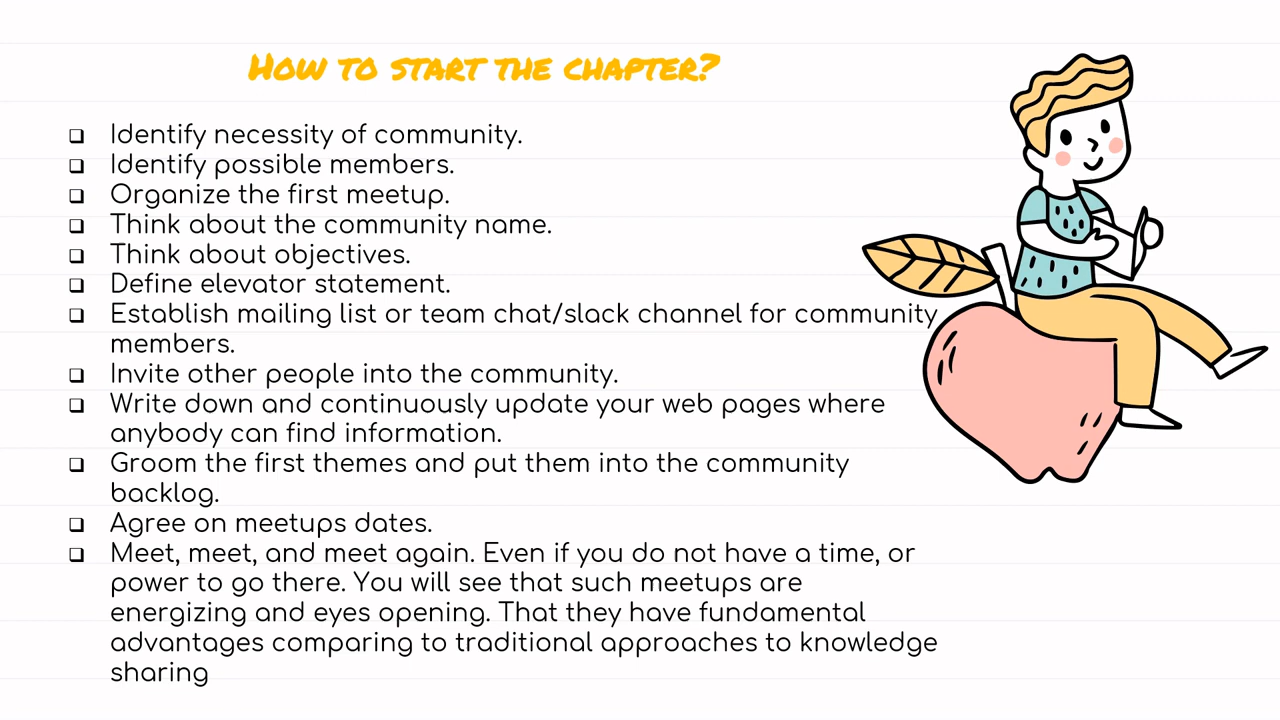 How to start the chapter?
❑ Identify necessity of community.
❑ Identify possible members.
❑ Organize the first meetup.
❑ Think about the community name.
❑ Think about objectives.
❑ Define elevator statement.
❑ Establish mailing list or team chat/slack channel for community
members.
❑ Invite other people into the community.
❑ Write down and continuously update your web pages where
anybody can find information.
❑ Groom the first themes and put them into the community
backlog.
❑ Agree on meetups dates.
❑ Meet, meet, and meet again. Even if you do not have a time, or
power to go there. You will see that such meetups are
energizing and eyes opening. That they have fundamental
advantages comparing to traditional approaches to knowledge
sharing